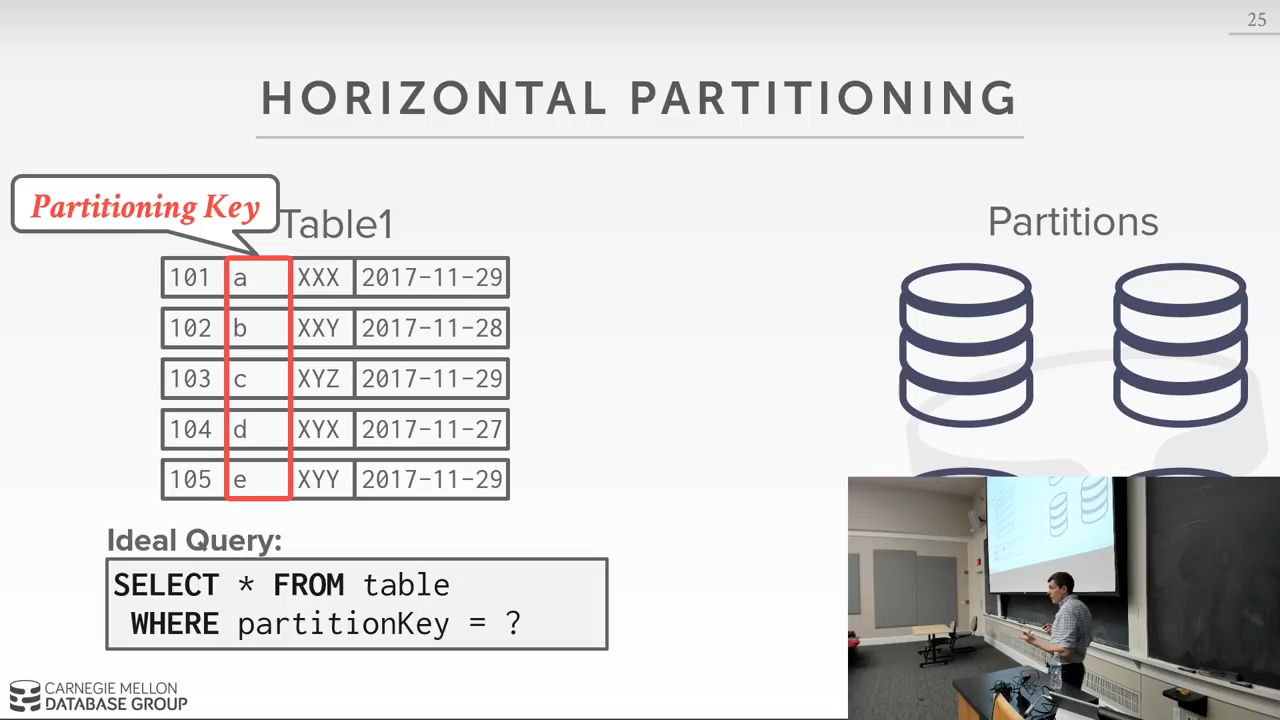 25
HORIZONTAL PARTITIONING
Partitioning Key
Table1
Partitions
101 a XXX 2017-11-29
102 b XXY 2017-11-28
103 c XYZ 2017-11-29
104 d XYX 2017-11-27
105 e XYY 2017-11-29
Ideal Query:
SELECT * FROM table
WHERE partitionKey = ?
CARNEGIE MELLON
DATABASE GROUP